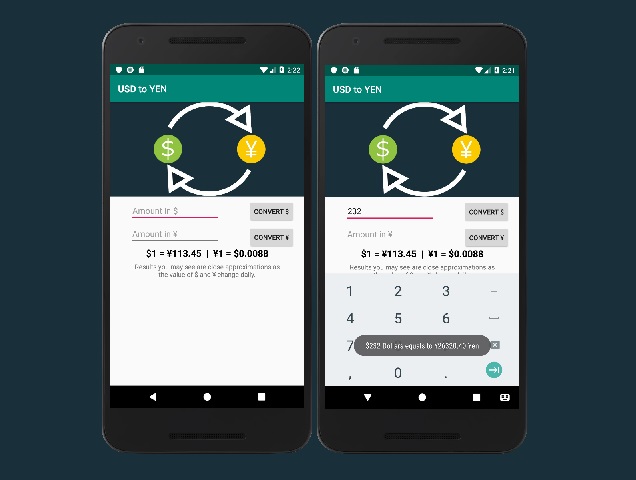 2:22
USD to YEN
$ ¥
Amount in $ CONVERT $
Amount in ¥ CONVERT ¥
$1 = ¥113.45 | ¥1 = $0.0088
Results you may see are close approximations as
the value of $ and ¥ change daily.
2:21
USD to YEN
$ ¥
232 CONVERT $
Amount in ¥ CONVERT ¥
$1 = ¥113.45 | ¥1 = $0.0088
Results you may see are close approximations as
1 2 3 –
4 5 6
7
$232 Dollars equals to ¥26320.40 Yen
, 0 .